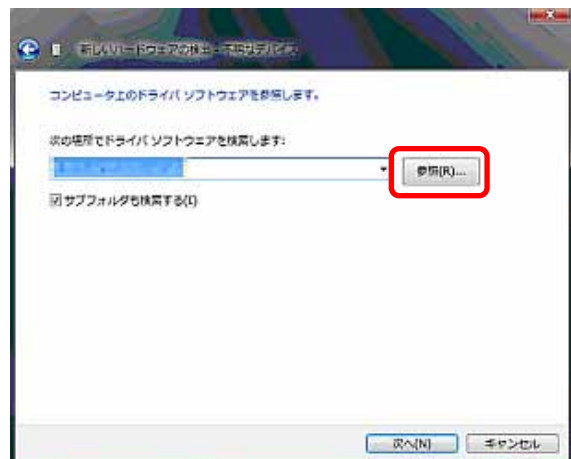 新しいハードウェアの検出 - 不明なデバイス
コンピュータ上のドライバ ソフトウェアを参照します。
次の場所でドライバ ソフトウェアを検索します:
参照(R)...
サブフォルダも検索する(I)
次へ(N)
キャンセル